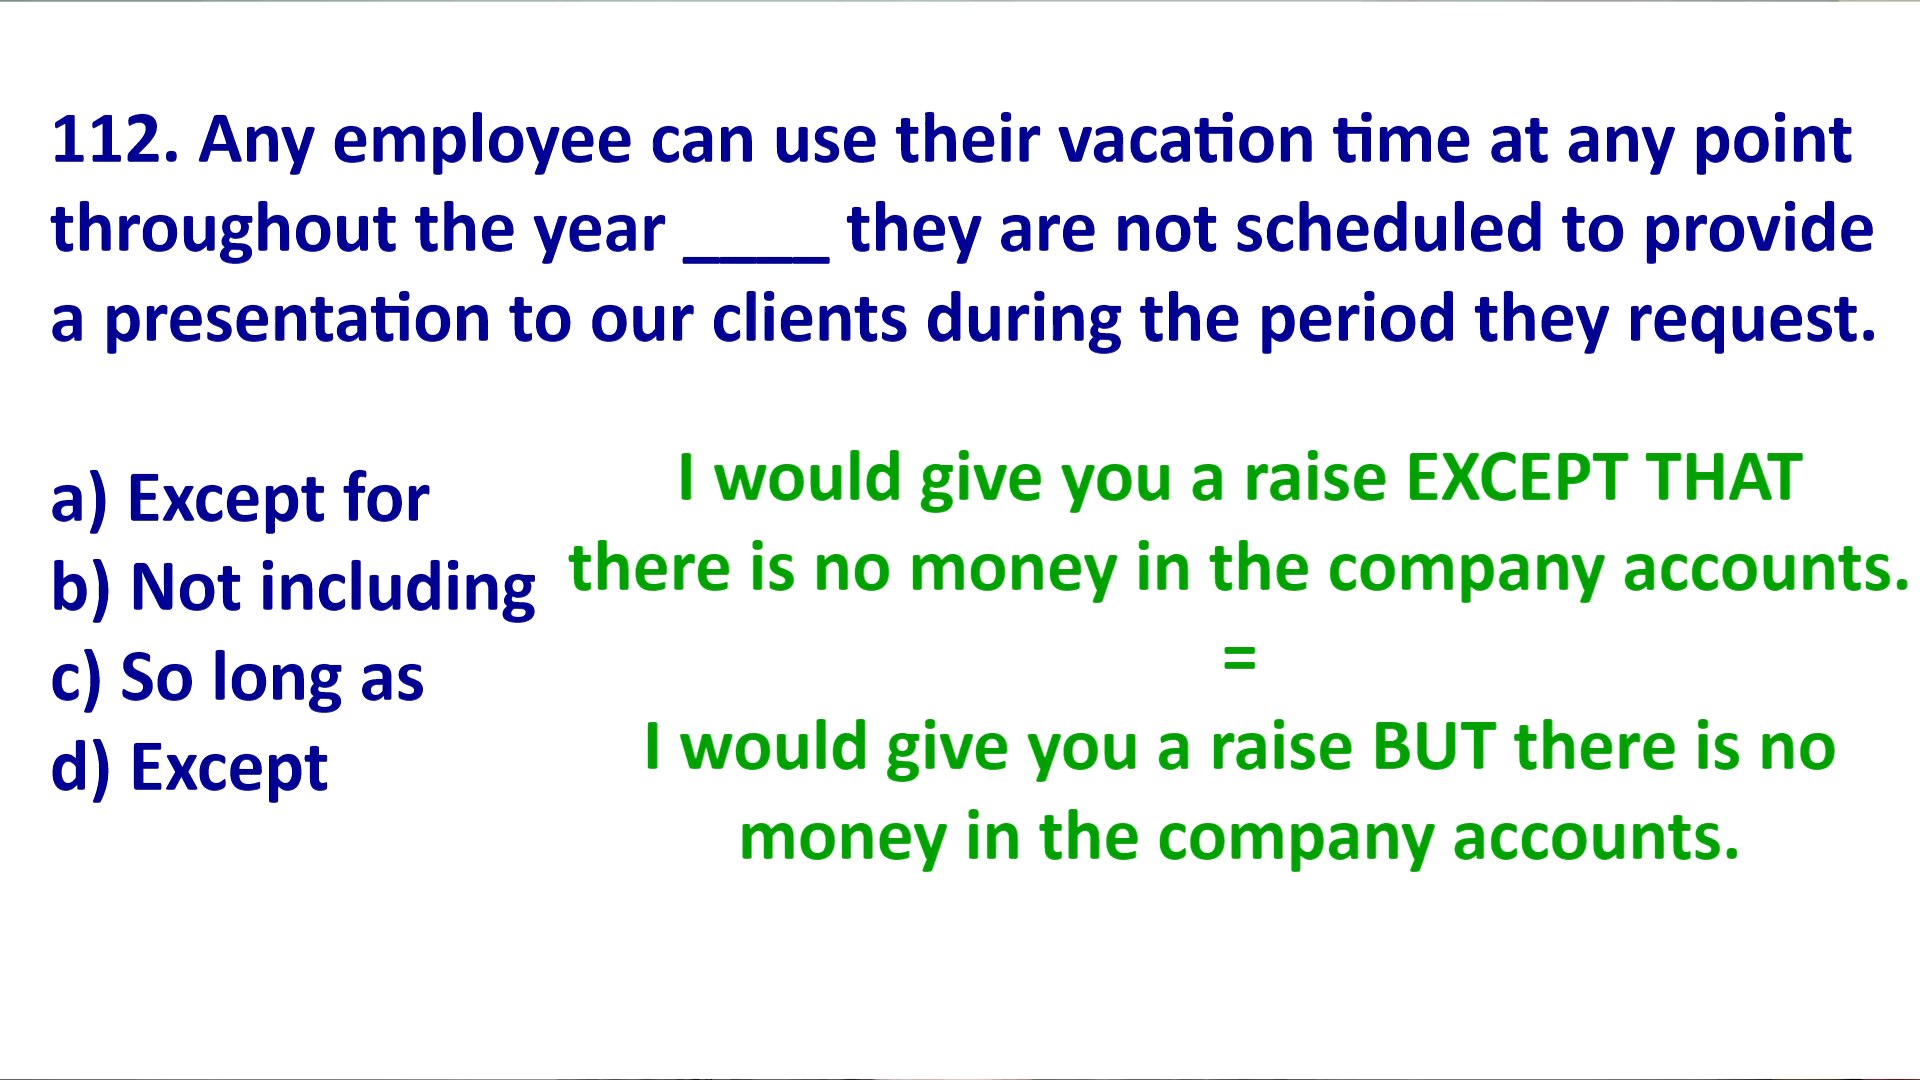 112. Any employee can use their vacation time at any point
throughout the year ____ they are not scheduled to provide
a presentation to our clients during the period they request.
a) Except for
b) Not including
c) So long as
d) Except
I would give you a raise EXCEPT THAT
there is no money in the company accounts.
=
I would give you a raise BUT there is no
money in the company accounts.